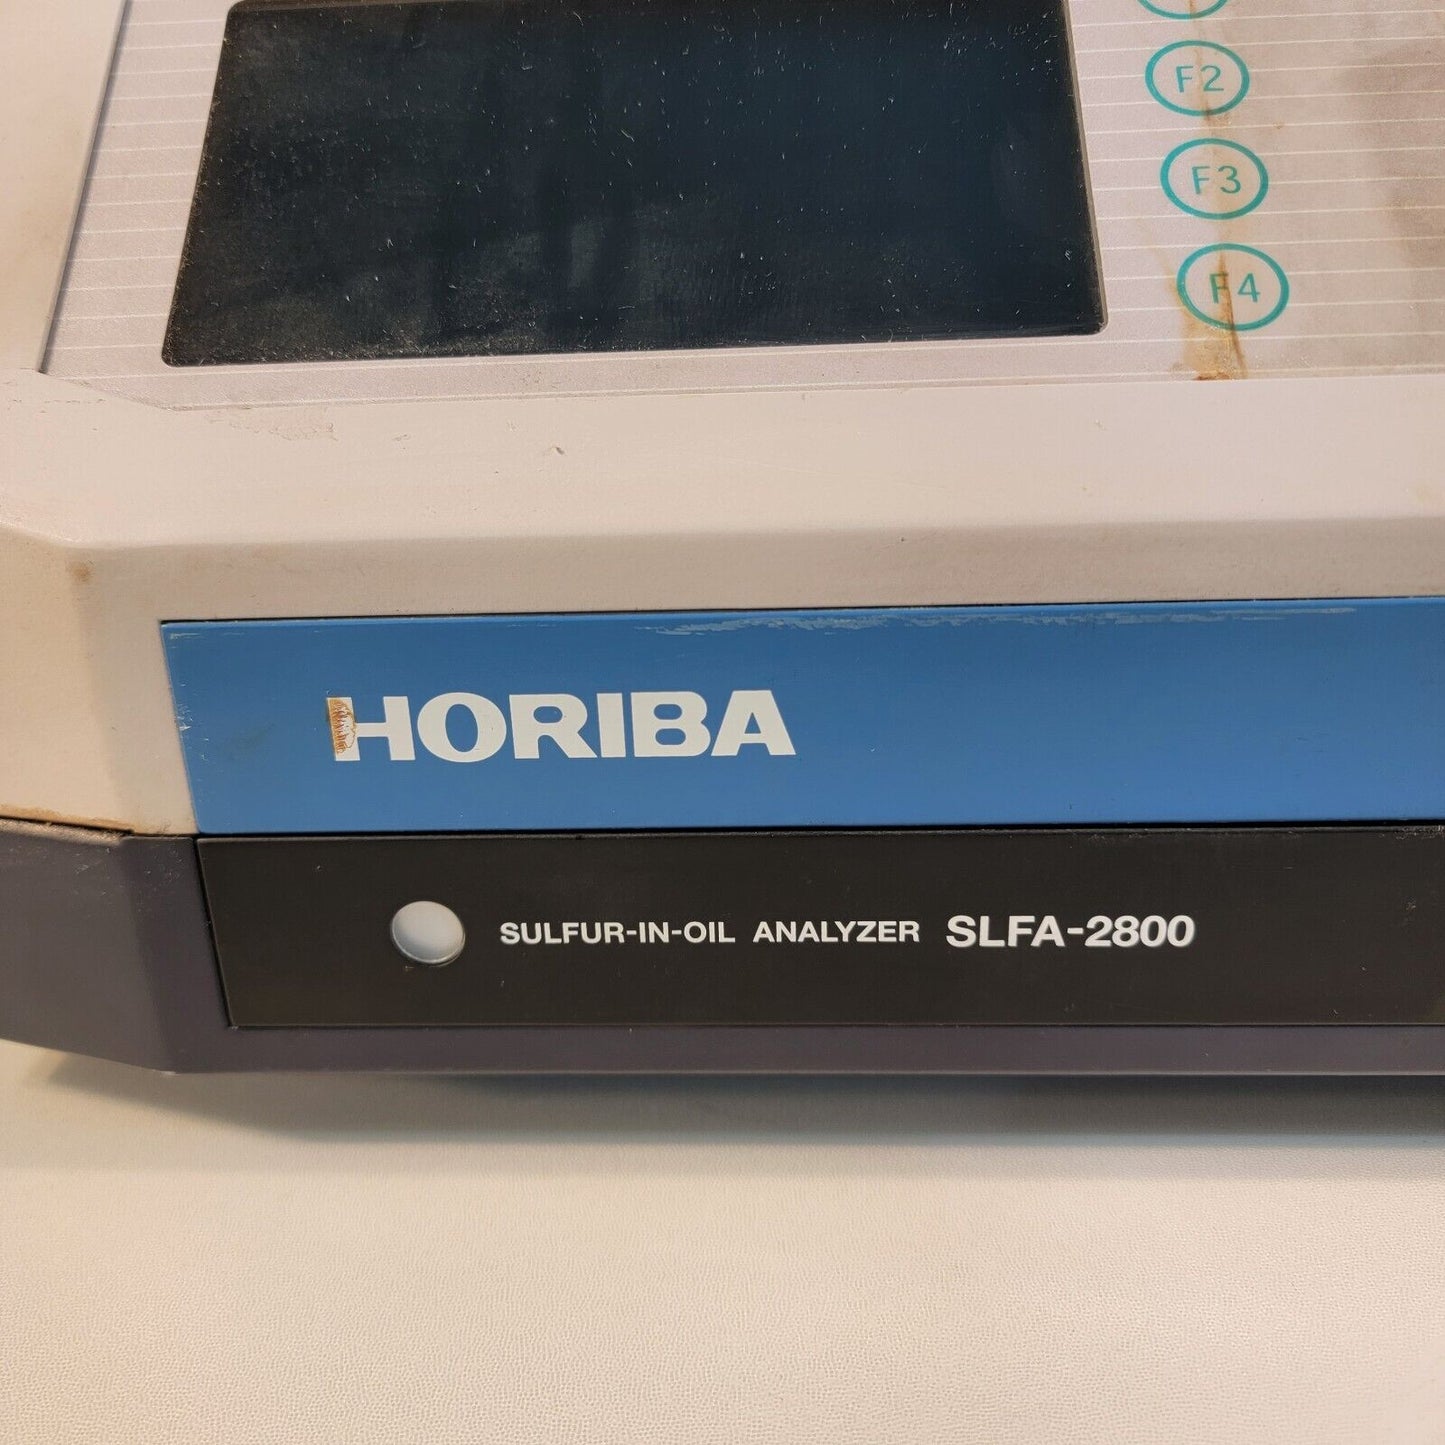 F2
F3
F4
HORIBA
SULFUR-IN-OIL ANALYZER SLFA-2800